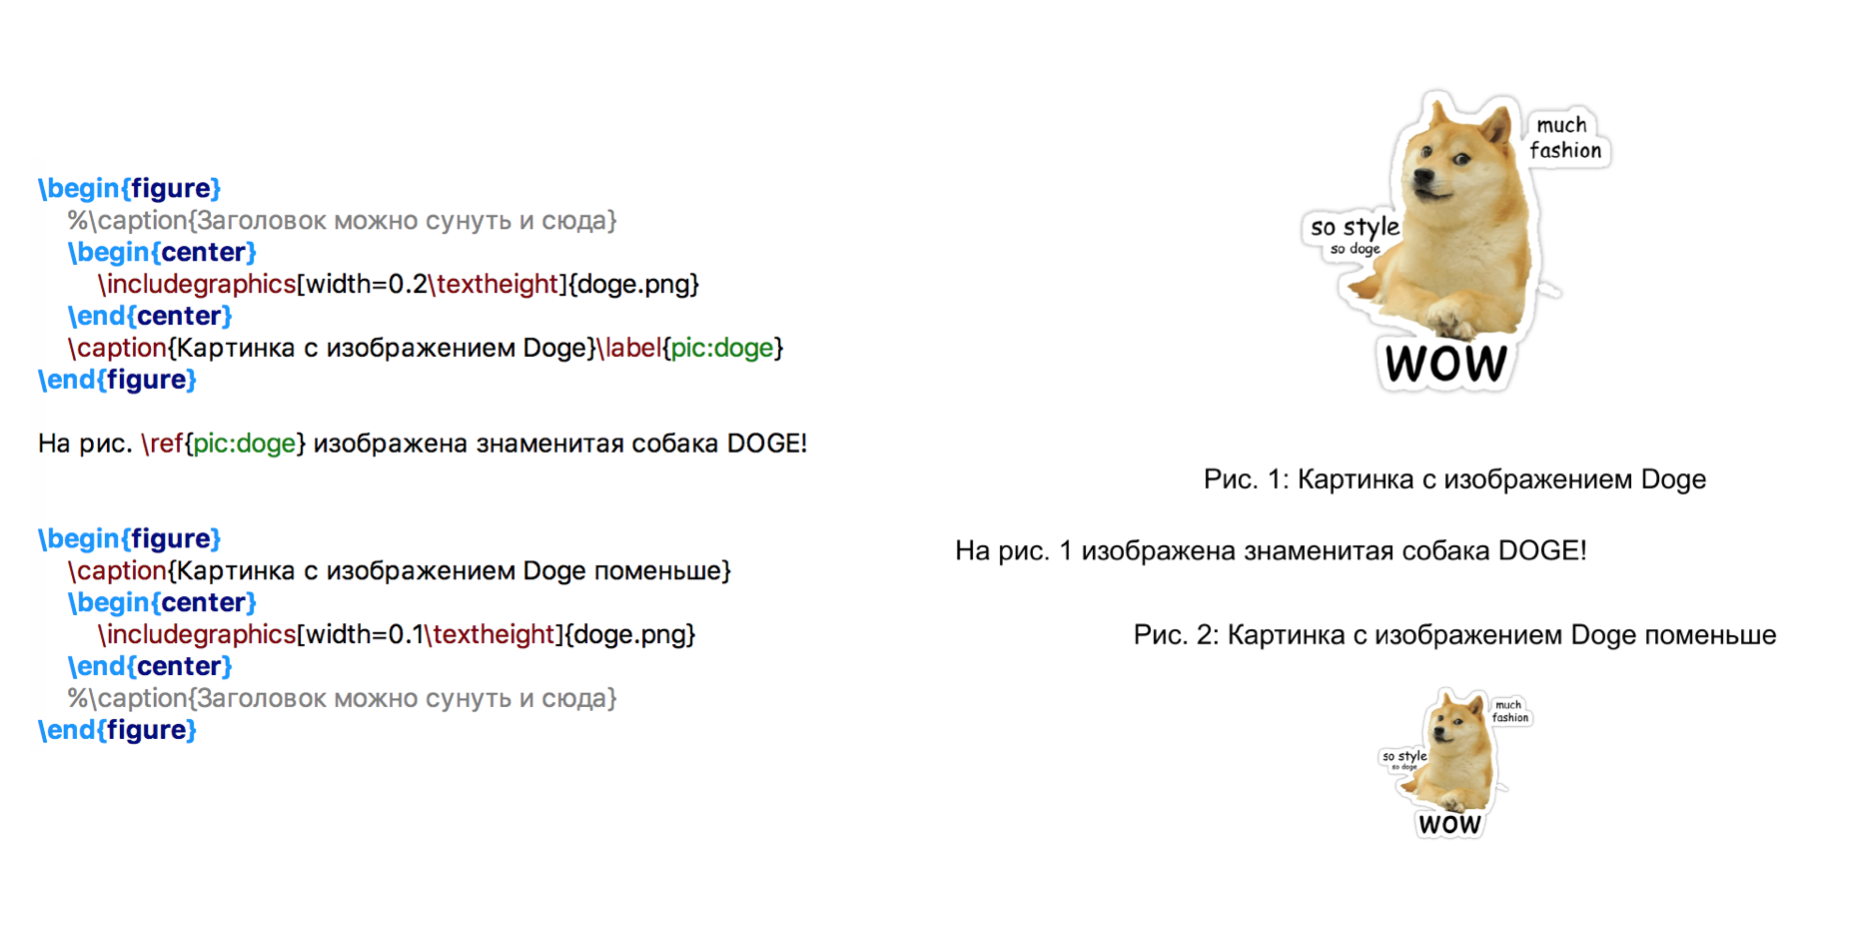 \begin{figure}
%\caption{Заголовок можно сунуть и сюда}
\begin{center}
\includegraphics[width=0.2\textheight]{doge.png}
\end{center}
\caption{Картинка с изображением Doge}\label{pic:doge}
\end{figure}
На рис. \ref{pic:doge} изображена знаменитая собака DOGE!
\begin{figure}
\caption{Картинка с изображением Doge поменьше}
\begin{center}
\includegraphics[width=0.1\textheight]{doge.png}
\end{center}
%\caption{Заголовок можно сунуть и сюда}
\end{figure}
much
fashion
so style
so doge
WOW
Рис. 1: Картинка с изображением Doge
На рис. 1 изображена знаменитая собака DOGE!
Рис. 2: Картинка с изображением Doge поменьше
much
fashion
so style
so doge
WOW